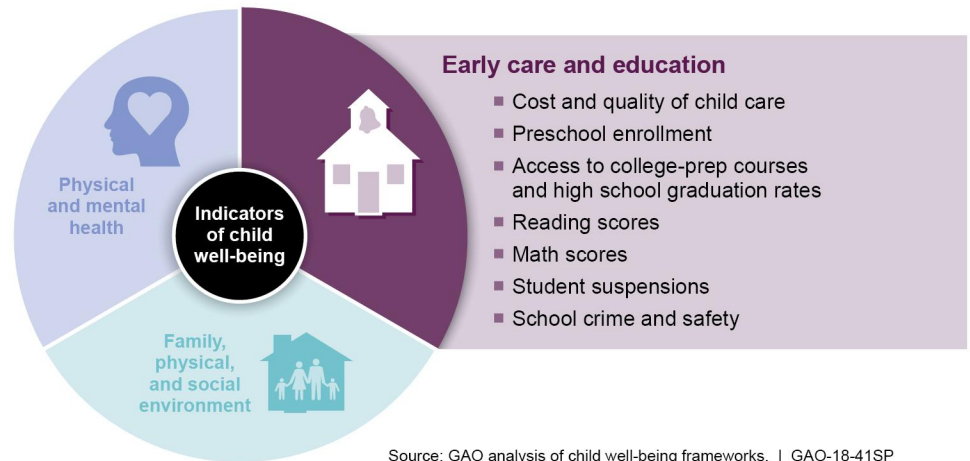 Early care and education
Cost and quality of child care
Preschool enrollment
Access to college-prep courses
and high school graduation rates
Reading scores
Math scores
Student suspensions
School crime and safety
Physical
and mental
health
Indicators
of child
well-being
Family,
physical,
and social
environment
Source: GAO analysis of child well-being frameworks. | GAO-18-41SP